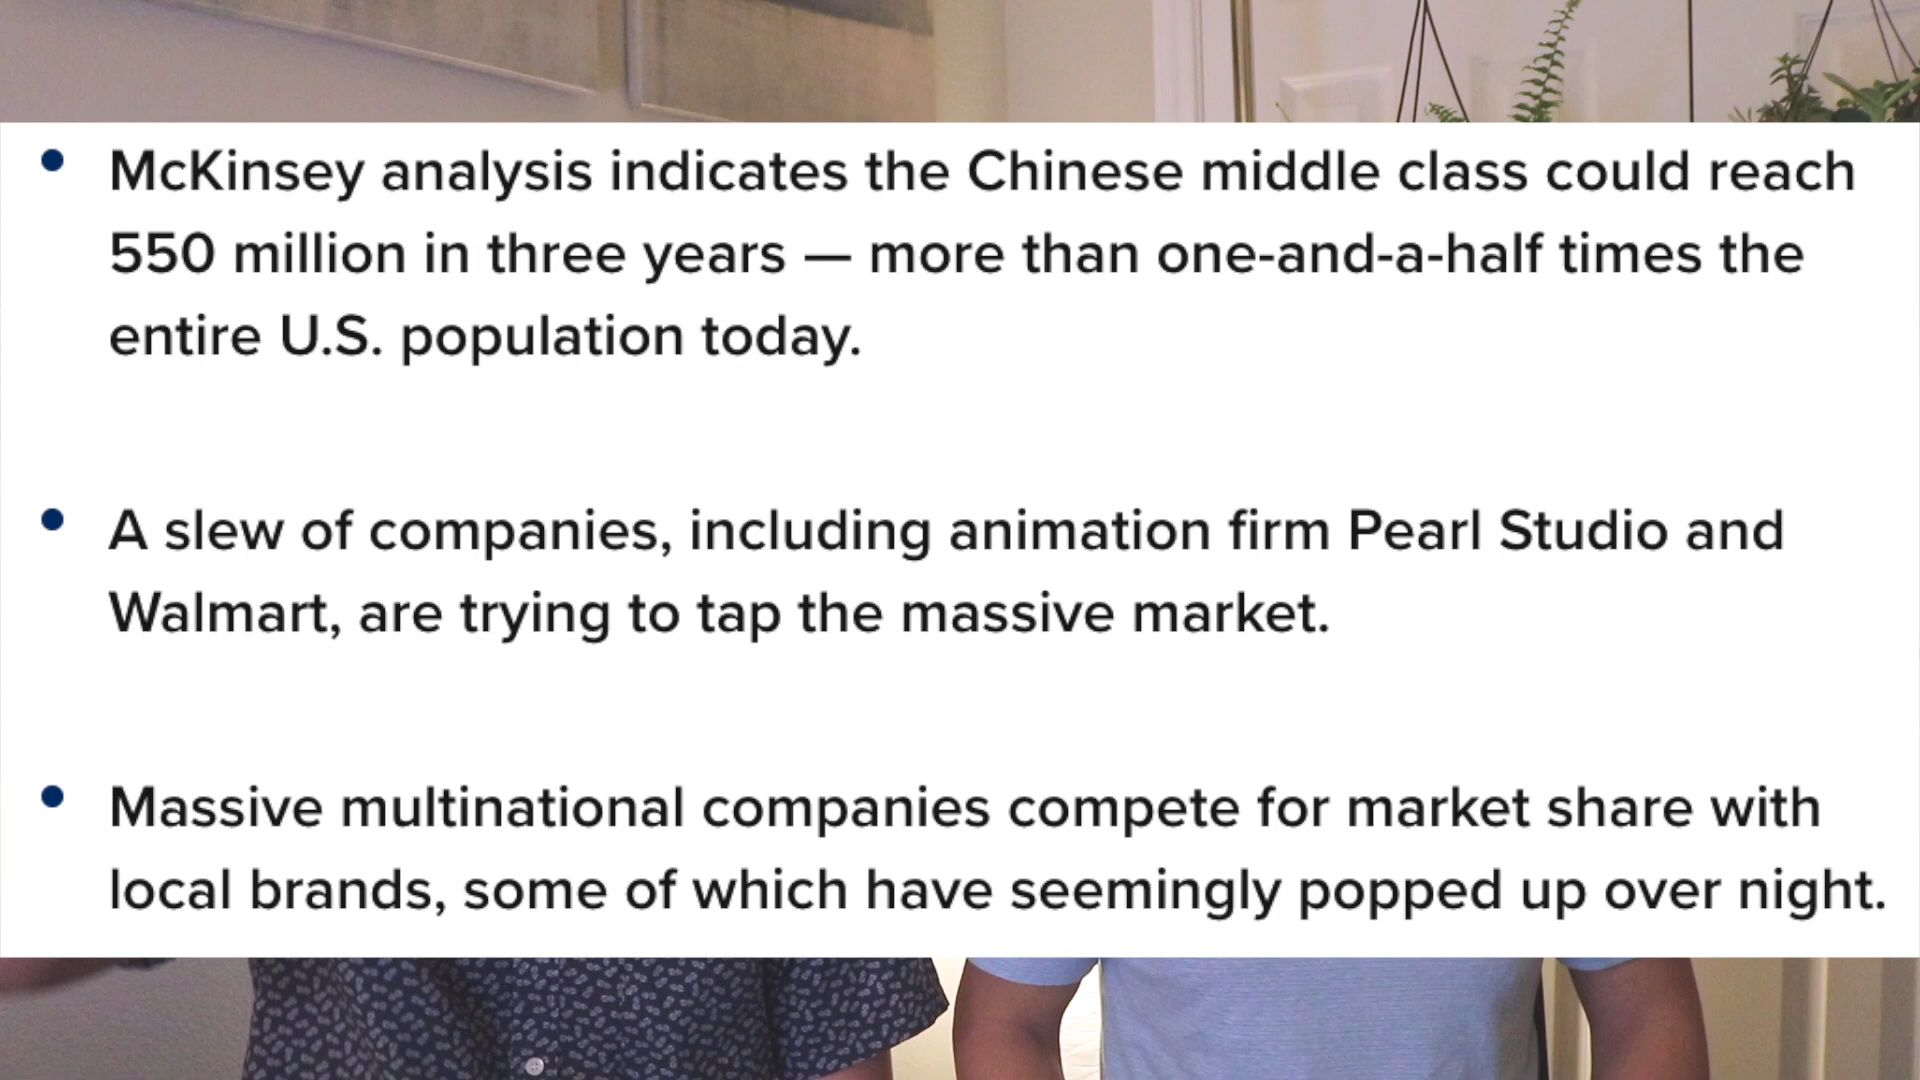 • McKinsey analysis indicates the Chinese middle class could reach
550 million in three years — more than one-and-a-half times the
entire U.S. population today.
• A slew of companies, including animation firm Pearl Studio and
Walmart, are trying to tap the massive market.
• Massive multinational companies compete for market share with
local brands, some of which have seemingly popped up over night.